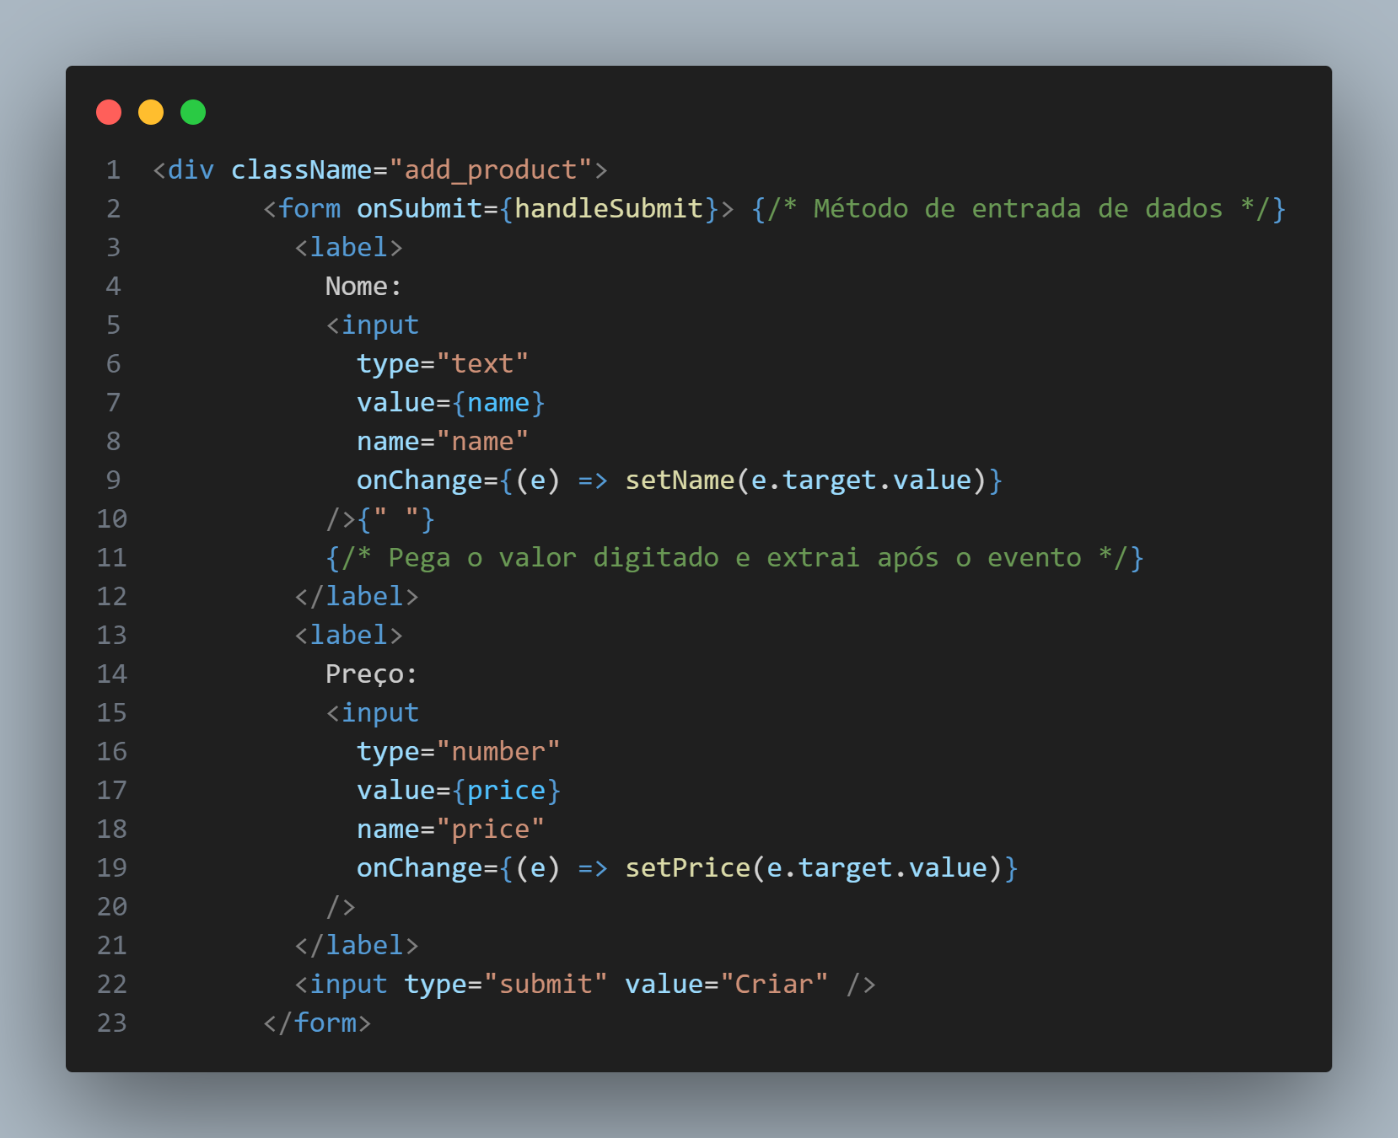 1 <div className="add_product">
2 <form onSubmit={handleSubmit}> {/* Método de entrada de dados */}
3 <label>
4 Nome:
5 <input
6 type="text"
7 value={name}
8 name="name"
9 onChange={(e) => setName(e.target.value)}
10 />{" "}
11 {/* Pega o valor digitado e extrai após o evento */}
12 </label>
13 <label>
14 Preço:
15 <input
16 type="number"
17 value={price}
18 name="price"
19 onChange={(e) => setPrice(e.target.value)}
20 />
21 </label>
22 <input type="submit" value="Criar" />
23 </form>